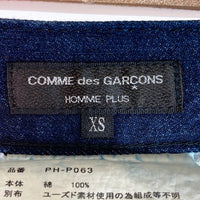 COMME des GARÇONS
HOMME PLUS
XS
品番 PH-P063
本体 綿 100%
別布 ユーズド素材使用の為組成等不明